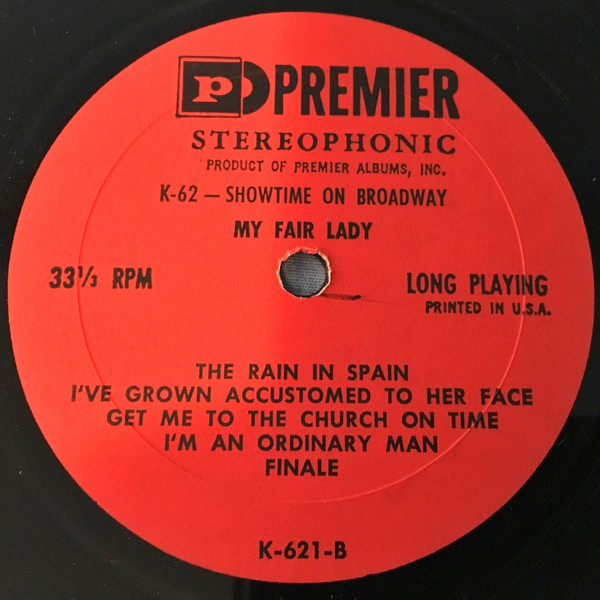 P PREMIER
STEREOPHONIC
PRODUCT OF PREMIER ALBUMS, INC.
K-62 — SHOWTIME ON BROADWAY
MY FAIR LADY
33⅓ RPM
LONG PLAYING
PRINTED IN U.S.A.
THE RAIN IN SPAIN
I'VE GROWN ACCUSTOMED TO HER FACE
GET ME TO THE CHURCH ON TIME
I'M AN ORDINARY MAN
FINALE
K-621-B